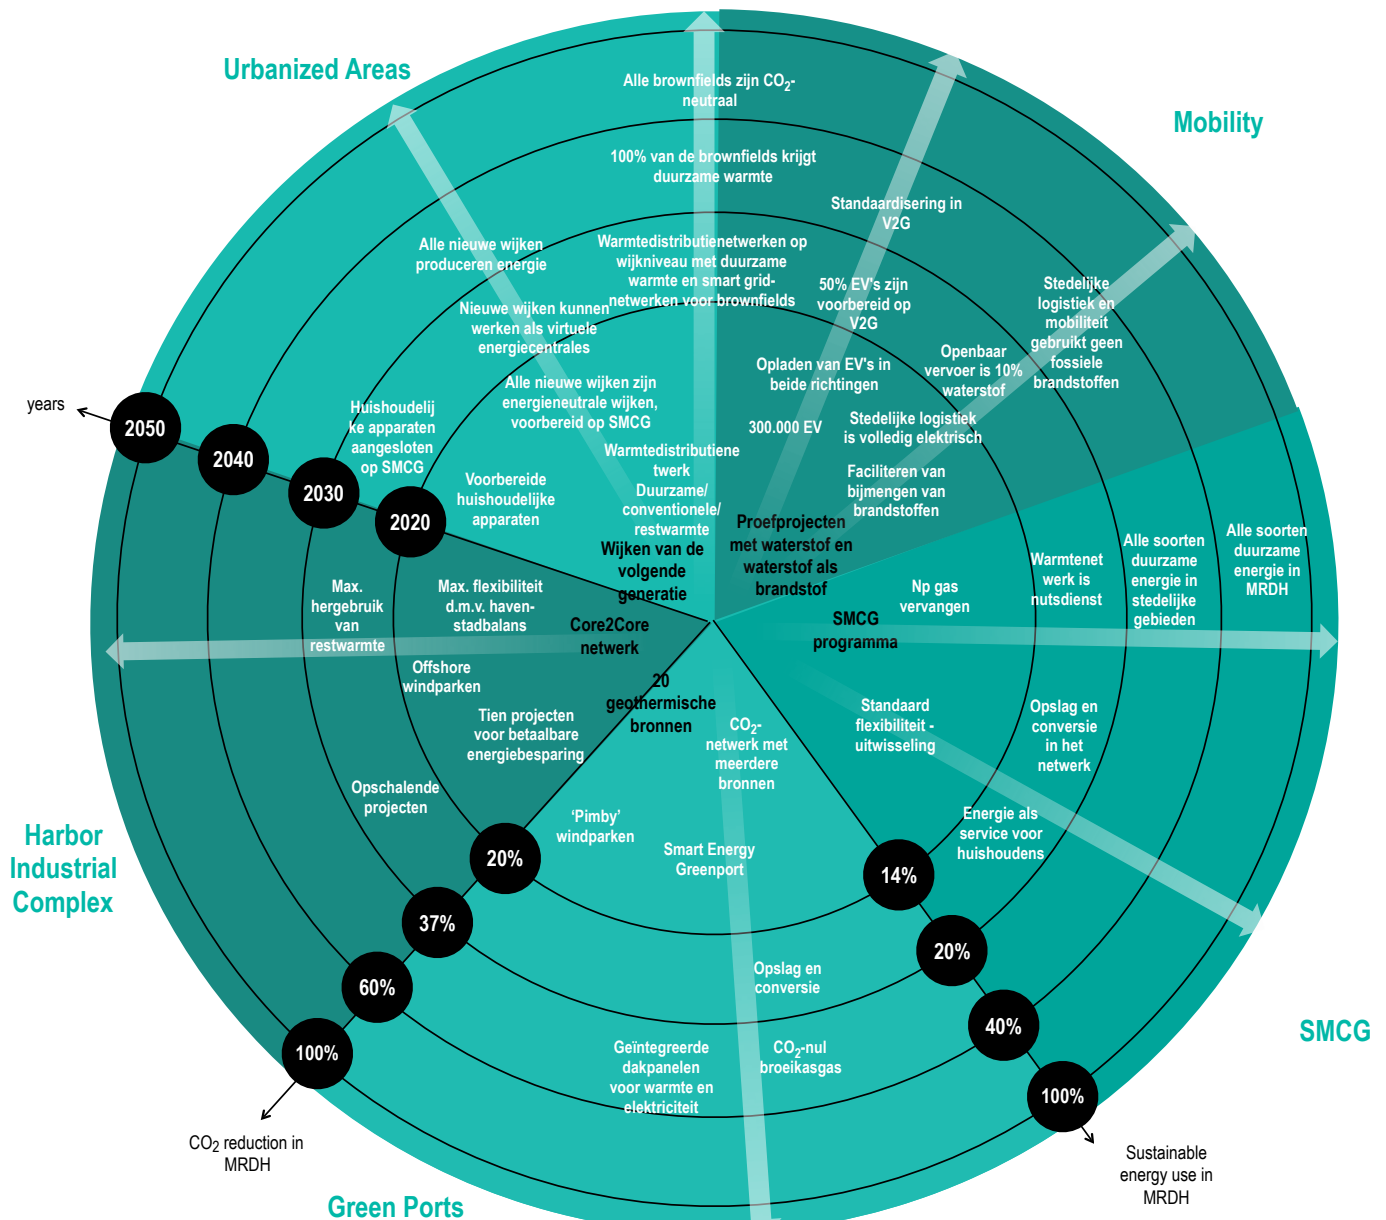 Urbanized Areas
Alle brownfields zijn CO2-
neutraal
100% van de brownfields krijgt
duurzame warmte
Alle nieuwe wijken
produceren energie
Warmtedistributienetwerken op
wijkniveau met duurzame
warmte en smart grid-
netwerken voor brownfields
Nieuwe wijken kunnen
werken als virtuele
energiecentrales
Alle nieuwe wijken zijn
energieneutrale wijken,
voorbereid op SMCG
Huishoudelij
ke apparaten
aangesloten
op SMCG
Voorbereide
huishoudelijke
apparaten
Warmtedistributiene
twerk
Duurzame/
conventionele/
restwarmte
Wijken van de
volgende
generatie
years
2050
2040
2030
2020
Mobility
Standaardisering in
V2G
50% EV's zijn
voorbereid op
V2G
Stedelijke
logistiek en
mobiliteit
gebruikt geen
fossiele
brandstoffen
Openbaar
vervoer is 10%
waterstof
Opladen van EV's in
beide richtingen
300.000 EV
Stedelijke logistiek
is volledig elektrisch
Faciliteren van
bijmengen van
brandstoffen
Proefprojecten
met waterstof en
waterstof als
brandstof
Alle soorten
duurzame
energie in
MRDH
Alle soorten
duurzame
energie in
stedelijke
gebieden
Warmtenet
werk is
nutsdienst
Np gas
vervangen
SMCG
programma
Standaard
flexibiliteit -
uitwisseling
Opslag en
conversie
in het
netwerk
Energie als
service voor
huishoudens
SMCG
14%
20%
40%
100%
Sustainable
energy use in
MRDH
Max.
hergebruik
van
restwarmte
Max. flexibiliteit
d.m.v. haven-
stadbalans
Core2Core
netwerk
Offshore
windparken
Tien projecten
voor betaalbare
energiebesparing
Opschalende
projecten
Harbor
Industrial
Complex
20%
37%
60%
100%
CO2 reduction in
MRDH
20
geothermische
bronnen
CO2-
netwerk met
meerdere
bronnen
‘Pimby’
windparken
Smart Energy
Greenport
Opslag en
conversie
Geïntegreerde
dakpanelen
voor warmte en
elektriciteit
CO2-nul
broeikasgas
Green Ports